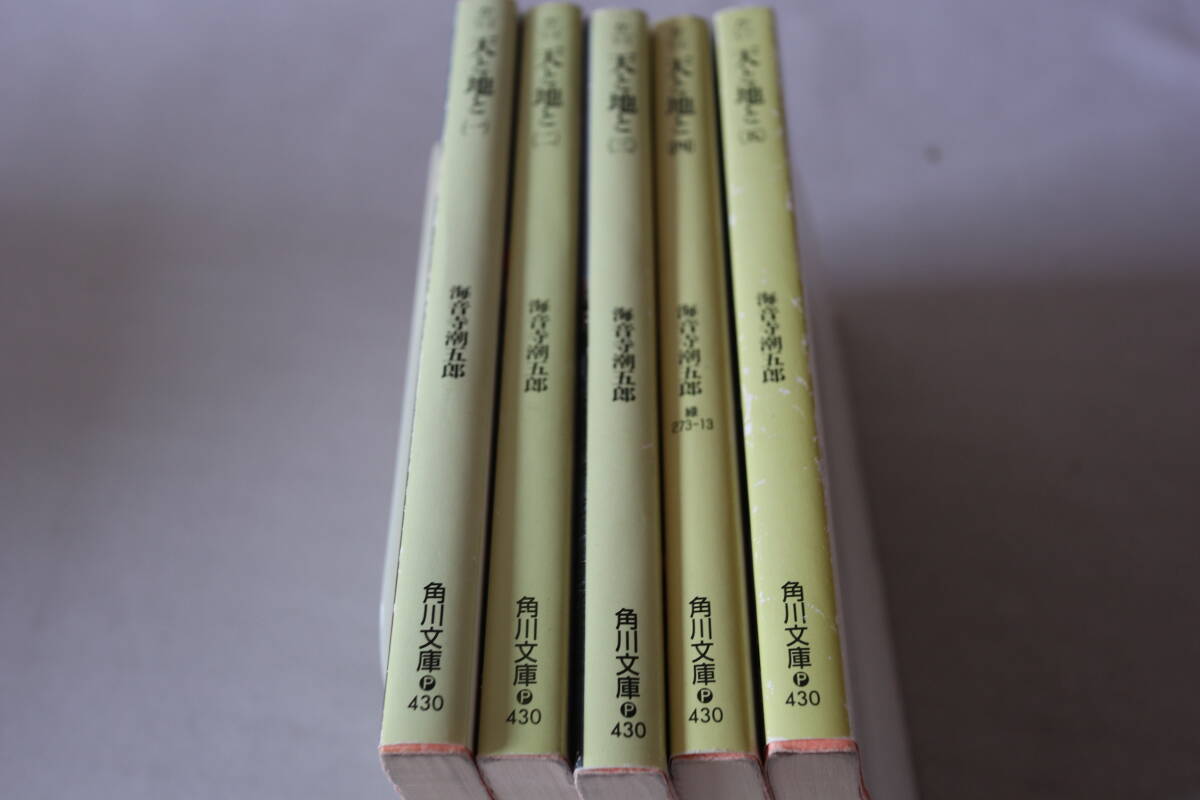 天と地と (一)
海音寺潮五郎
角川文庫 P
430
天と地と (二)
海音寺潮五郎
角川文庫 P
430
天と地と (三)
海音寺潮五郎
角川文庫 P
430
天と地と (四)
海音寺潮五郎
緑
273-13
角川文庫 P
430
天と地と (五)
海音寺潮五郎
角川文庫 P
430